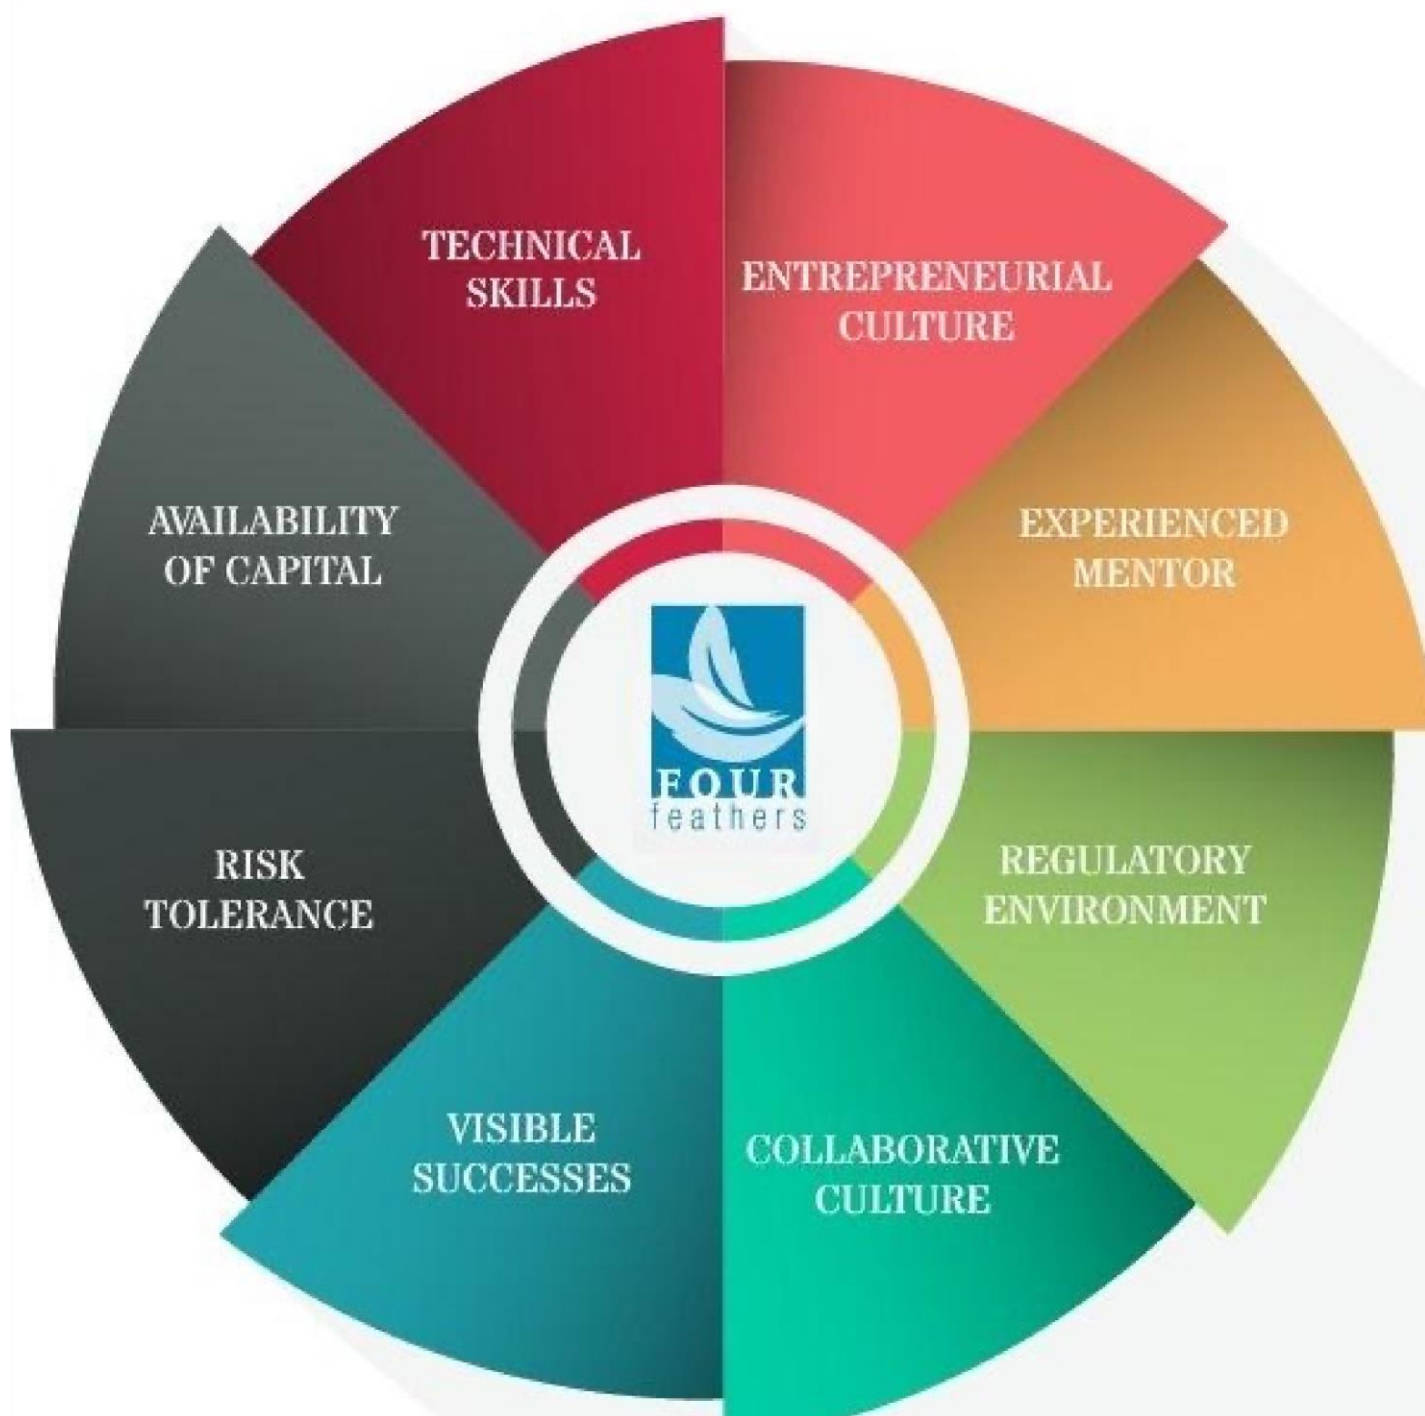 TECHNICAL
SKILLS
ENTREPRENEURIAL
CULTURE
EXPERIENCED
MENTOR
REGULATORY
ENVIRONMENT
COLLABORATIVE
CULTURE
VISIBLE
SUCCESSES
RISK
TOLERANCE
AVAILABILITY
OF CAPITAL
FOUR
feathers